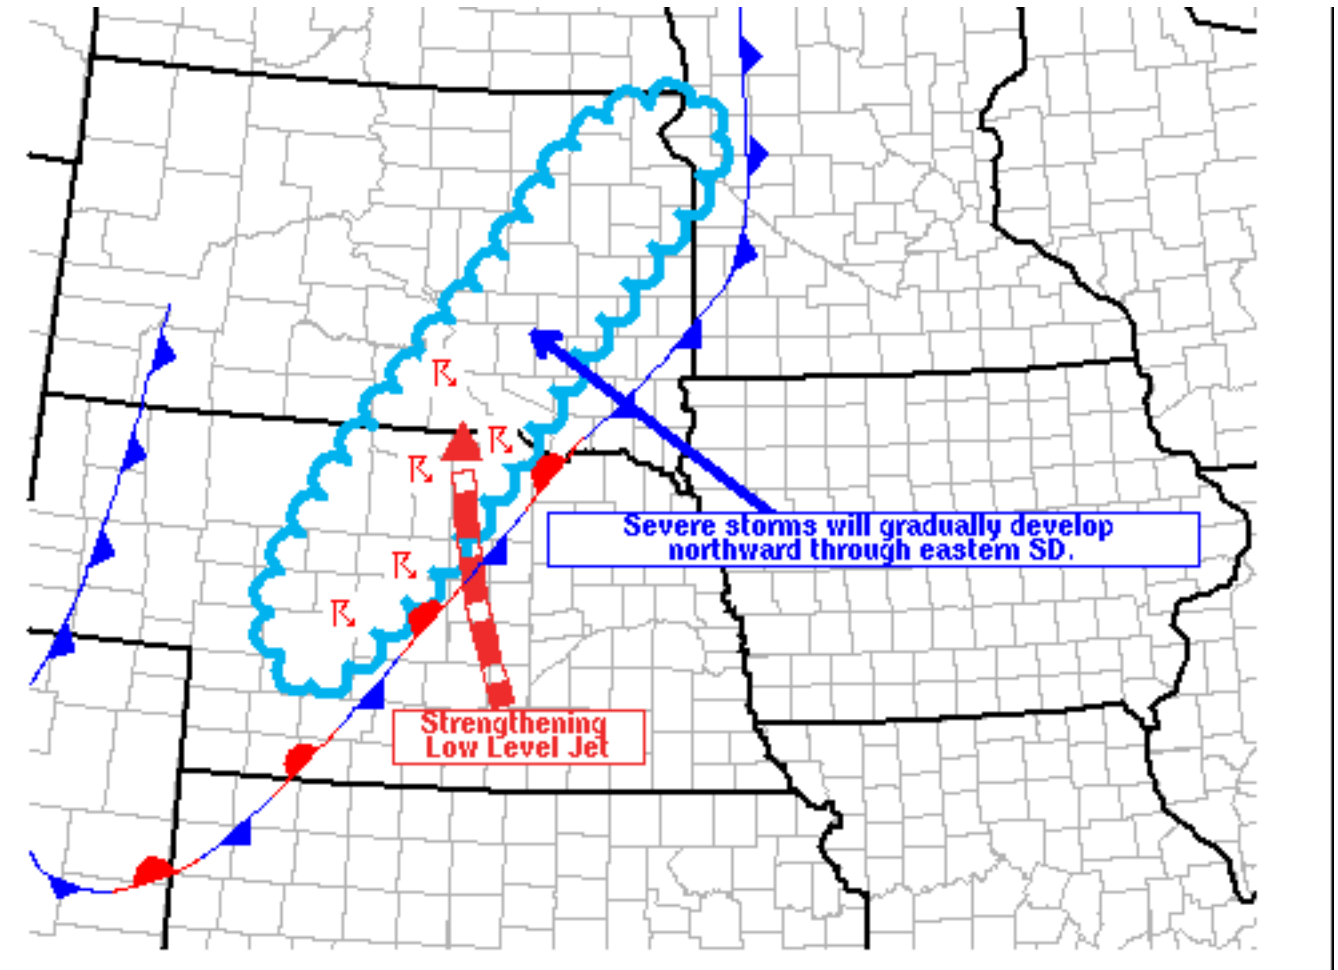 Severe storms will gradually develop
northward through eastern SD.
Strengthening
Low Level Jet